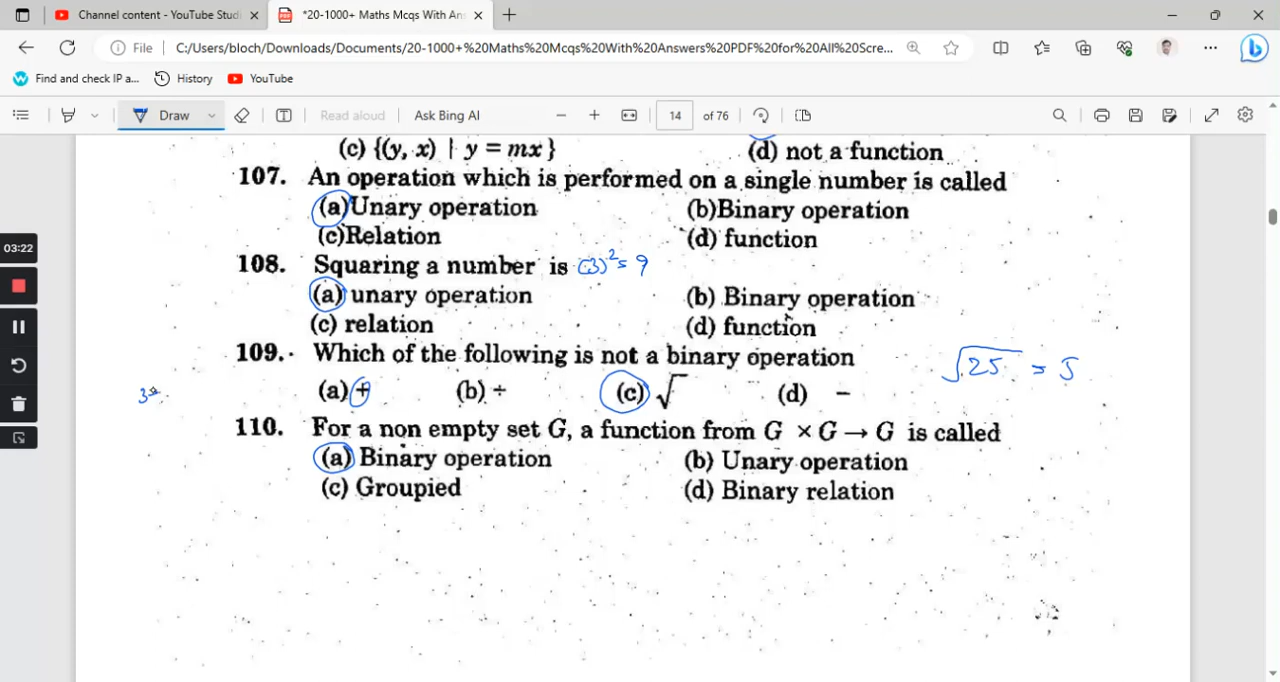 Channel content - YouTube Studi
*20-1000+ Maths Mcqs With Ans
File C:/Users/bloch/Downloads/Documents/20-1000+%20Maths%20Mcqs%20With%20Answers%20PDF%20for%20All%20Scre...
Find and check IP a... History YouTube
Draw Read aloud Ask Bing AI 14 of 76
(c) {(y, x) | y = mx} (d) not a function
107. An operation which is performed on a single number is called
(a)Unary operation (b)Binary operation
03:22
(c)Relation (d) function
108. Squaring a number is (3)² = 9
(a) unary operation (b) Binary operation
(c) relation (d) function
109. Which of the following is not a binary operation
√25 = 5
(a) + (b) ÷ (c) √ (d) −
110. For a non empty set G, a function from G × G → G is called
(a) Binary operation (b) Unary operation
(c) Groupied (d) Binary relation